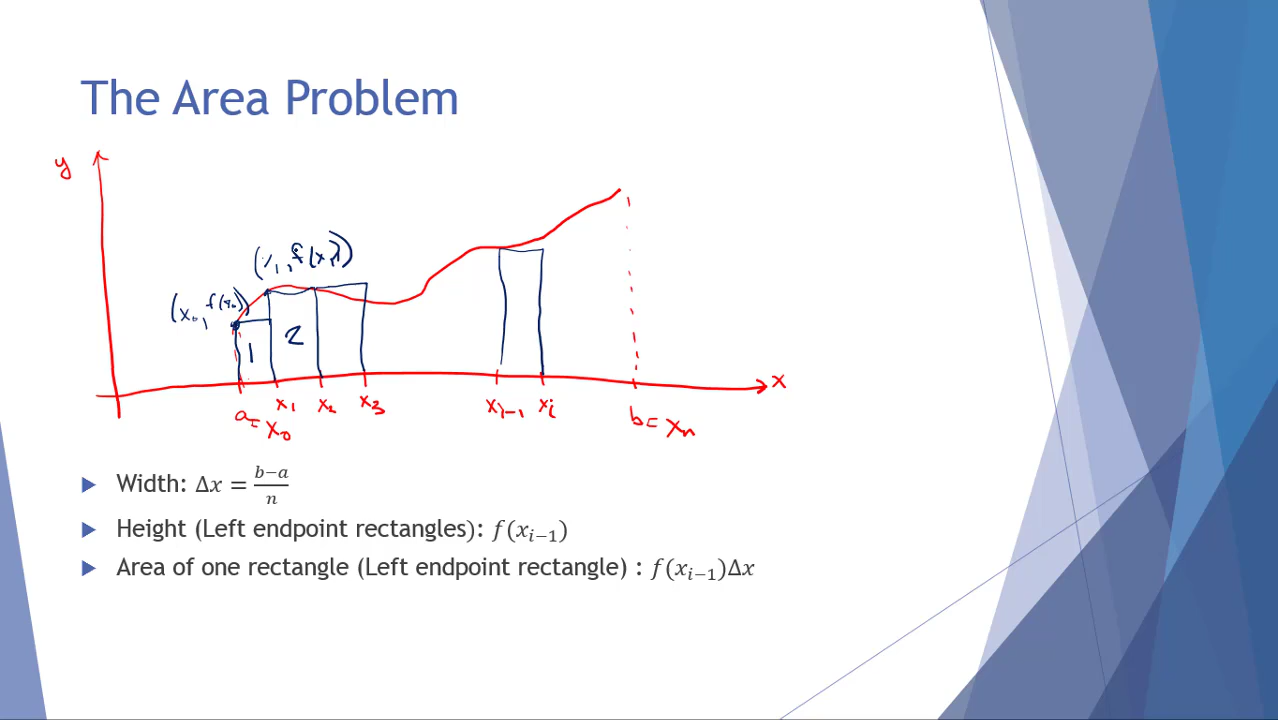 The Area Problem
y
(x₁, f(x₁))
(x₀, f(x₀))
1
2
x
x₁ x₂ x₃ xᵢ₋₁ xᵢ
a = x₀
b = xₙ
Width: Δx = (b−a)/n
Height (Left endpoint rectangles): f(xᵢ₋₁)
Area of one rectangle (Left endpoint rectangle) : f(xᵢ₋₁)Δx